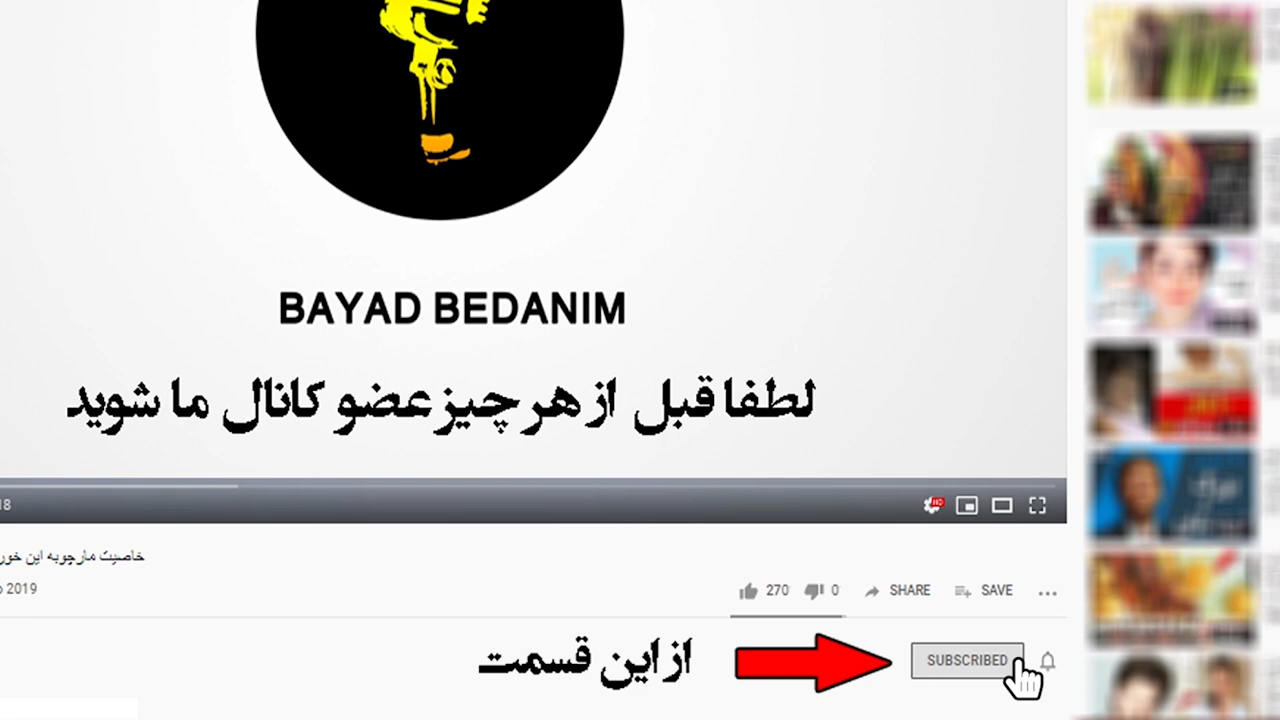 BAYAD BEDANIM
لطفا قبل از هر چیز عضو کانال ما شوید
HD
خاصیت مارچوبه این
2019
270
0
SHARE
SAVE
از این قسمت
SUBSCRIBED